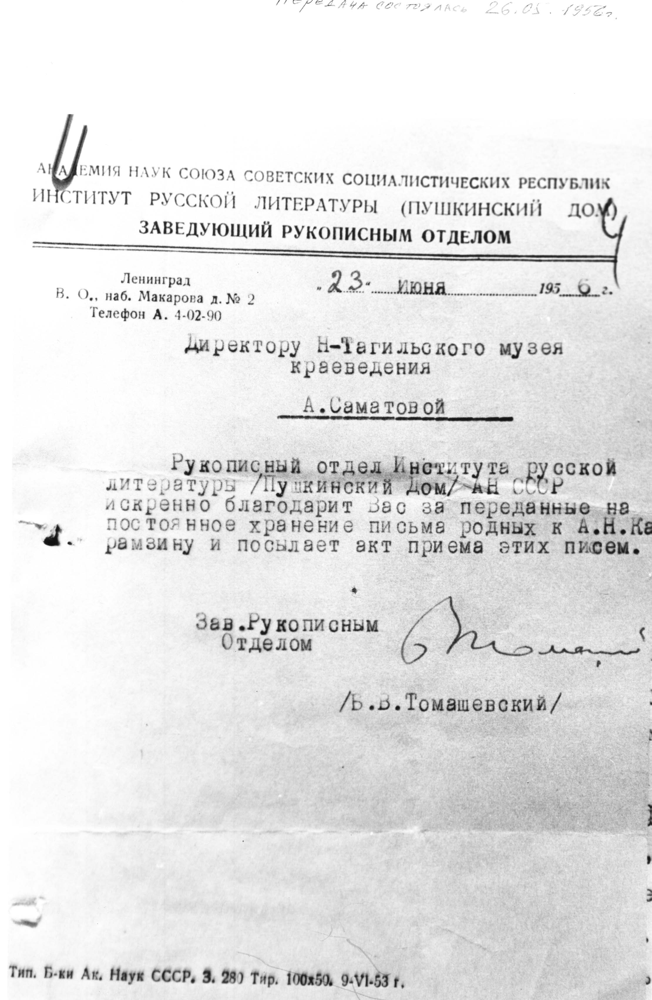 Передача состоялась 26.05.1956г.
АКАДЕМИЯ НАУК СОЮЗА СОВЕТСКИХ СОЦИАЛИСТИЧЕСКИХ РЕСПУБЛИК
ИНСТИТУТ РУССКОЙ ЛИТЕРАТУРЫ (ПУШКИНСКИЙ ДОМ)
ЗАВЕДУЮЩИЙ РУКОПИСНЫМ ОТДЕЛОМ
Ленинград
В. О., наб. Макарова д. № 2
Телефон А. 4-02-90
„23“ июня 1956 г.
Директору Н-Тагильского музея
краеведения
А.Саматовой
Рукописный отдел Института русской
литературы /Пушкинский Дом/ АН СССР
искренно благодарит Вас за переданные на
постоянное хранение письма родных к А.Н.Ка
рамзину и посылает акт приема этих писем.
Зав.Рукописным
Отделом
/Б.В.Томашевский/
Тип. Б-ки Ак. Наук СССР. З. 280 Тир. 100х50. 9-VI-53 г.